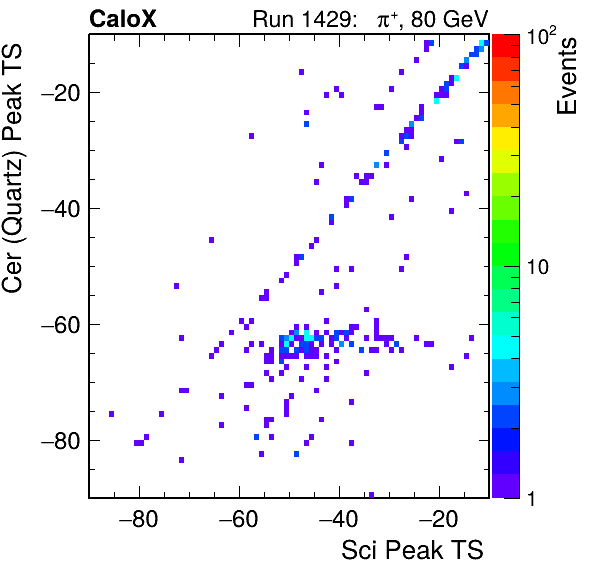 CaloX Run 1429: π⁺, 80 GeV
Cer (Quartz) Peak TS
−20
−40
−60
−80
−80 −60 −40 −20
Sci Peak TS
10²
10
1
Events